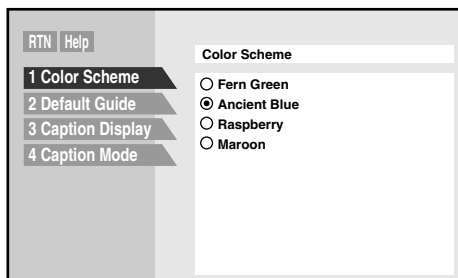 RTN Help
1 Color Scheme
2 Default Guide
3 Caption Display
4 Caption Mode
Color Scheme
Fern Green
Ancient Blue
Raspberry
Maroon